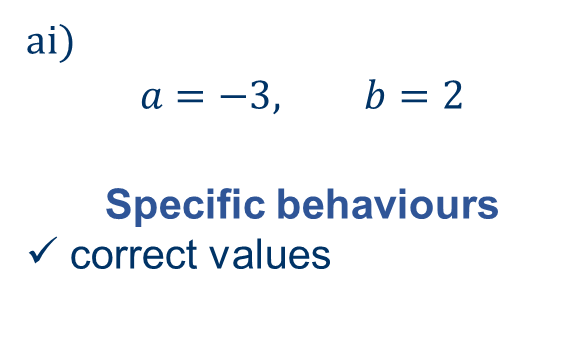 ai)
a = −3, b = 2
Specific behaviours
✓ correct values